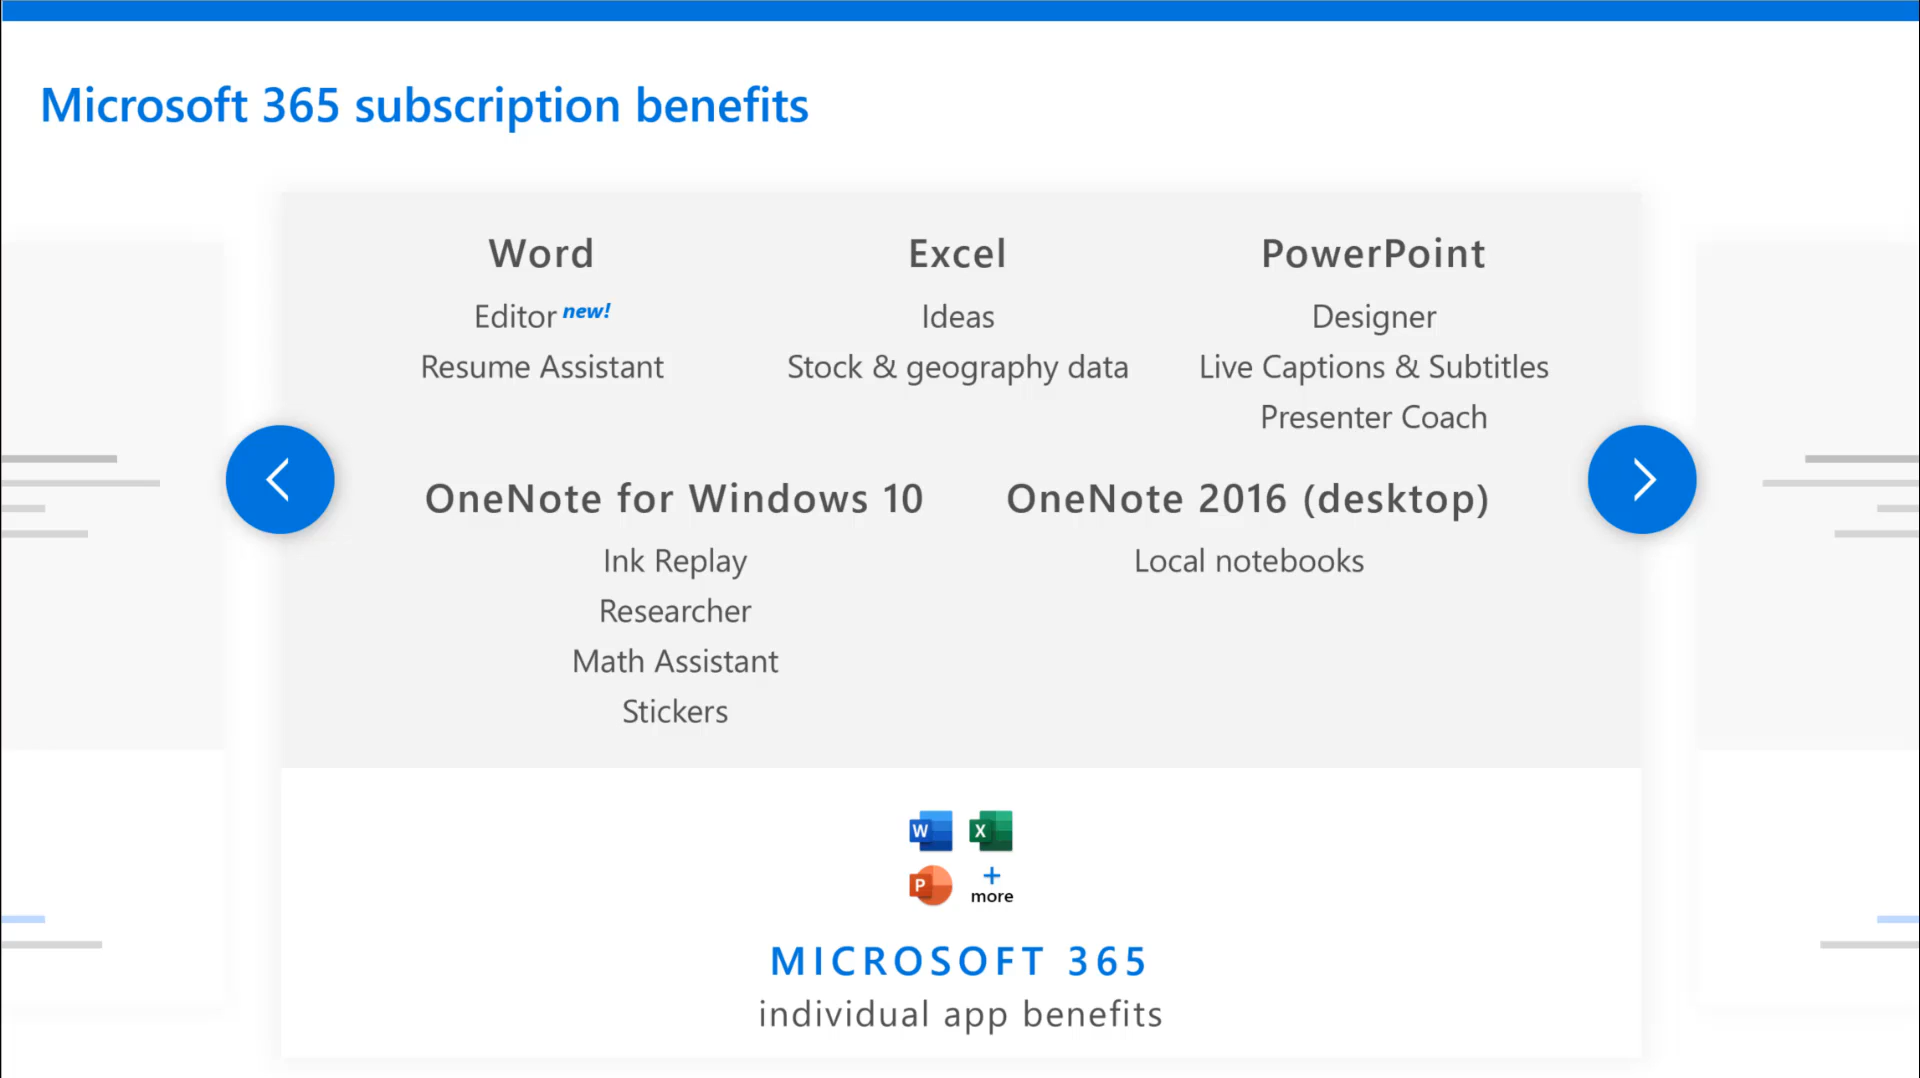 Microsoft 365 subscription benefits
Word
Editor new!
Resume Assistant
Excel
Ideas
Stock & geography data
PowerPoint
Designer
Live Captions & Subtitles
Presenter Coach
OneNote for Windows 10
Ink Replay
Researcher
Math Assistant
Stickers
OneNote 2016 (desktop)
Local notebooks
W
X
P
+
more
MICROSOFT 365
individual app benefits